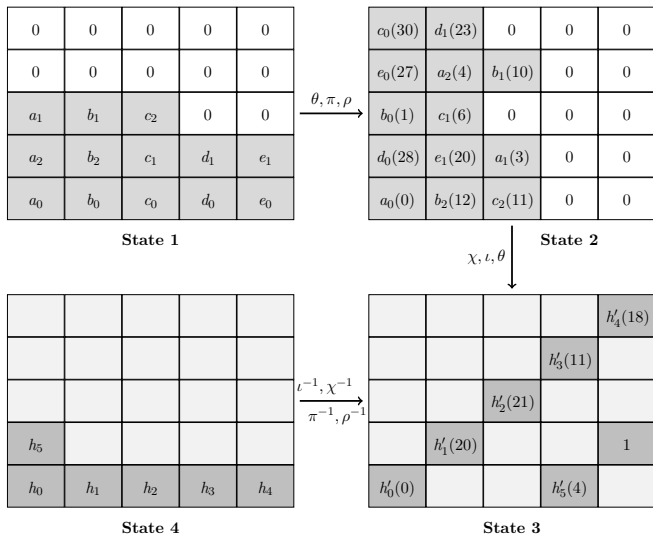 0 0 0 0 0
0 0 0 0 0
a₁ b₁ c₂ 0 0
a₂ b₂ c₁ d₁ e₁
a₀ b₀ c₀ d₀ e₀
State 1
θ, π, ρ
c₀(30) d₁(23) 0 0 0
e₀(27) a₂(4) b₁(10) 0 0
b₀(1) c₁(6) 0 0 0
d₀(28) e₁(20) a₁(3) 0 0
a₀(0) b₂(12) c₂(11) 0 0
State 2
χ, ι, θ
h₅
h₀ h₁ h₂ h₃ h₄
State 4
ι⁻¹, χ⁻¹
π⁻¹, ρ⁻¹
h′₄(18)
h′₃(11)
h′₂(21)
h′₁(20) 1
h′₀(0) h′₅(4)
State 3